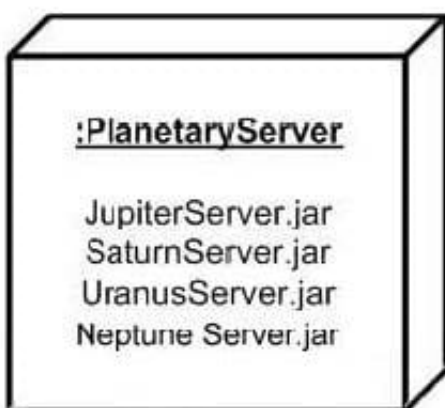 :PlanetaryServer
JupiterServer.jar
SaturnServer.jar
UranusServer.jar
Neptune Server.jar